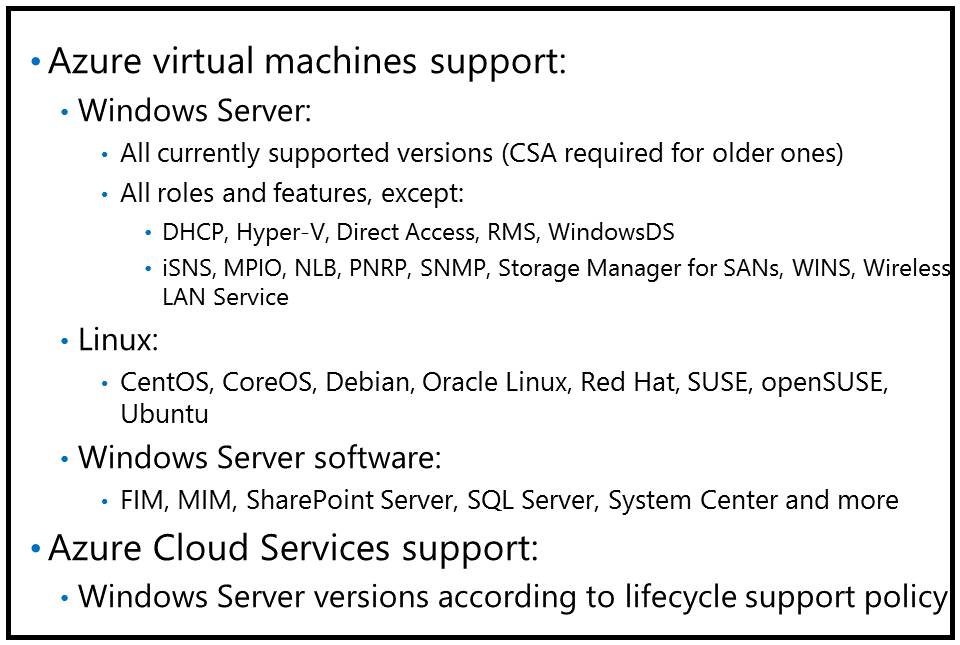 • Azure virtual machines support:
• Windows Server:
• All currently supported versions (CSA required for older ones)
• All roles and features, except:
• DHCP, Hyper-V, Direct Access, RMS, WindowsDS
• iSNS, MPIO, NLB, PNRP, SNMP, Storage Manager for SANs, WINS, Wireless
LAN Service
• Linux:
• CentOS, CoreOS, Debian, Oracle Linux, Red Hat, SUSE, openSUSE,
Ubuntu
• Windows Server software:
• FIM, MIM, SharePoint Server, SQL Server, System Center and more
• Azure Cloud Services support:
• Windows Server versions according to lifecycle support policy